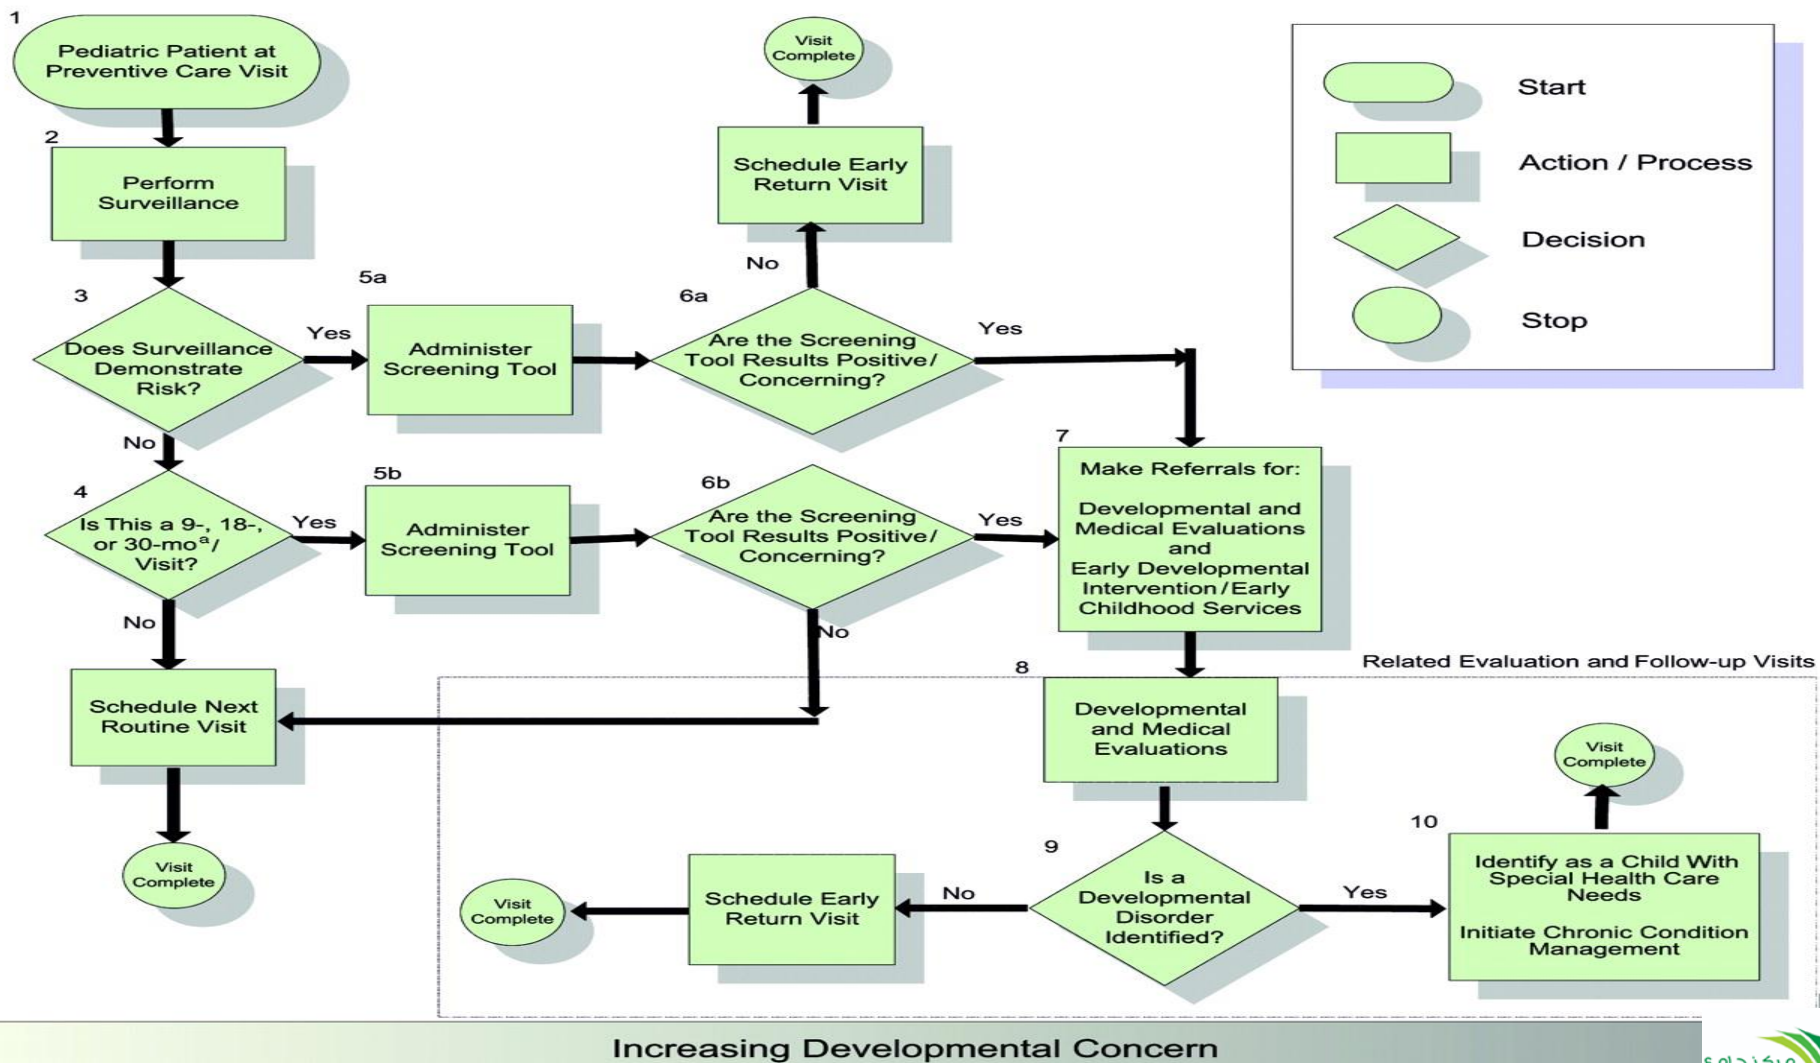 1
Pediatric Patient at
Preventive Care Visit
2
Perform
Surveillance
3
Does Surveillance
Demonstrate
Risk?
Yes
No
5a
Administer
Screening Tool
6a
Are the Screening
Tool Results Positive/
Concerning?
No
Yes
Schedule Early
Return Visit
Visit
Complete
Start
Action / Process
Decision
Stop
4
Is This a 9-, 18-,
or 30-moᵃ/
Visit?
Yes
No
5b
Administer
Screening Tool
6b
Are the Screening
Tool Results Positive/
Concerning?
Yes
No
7
Make Referrals for:
Developmental and
Medical Evaluations
and
Early Developmental
Intervention/Early
Childhood Services
Schedule Next
Routine Visit
Visit
Complete
Related Evaluation and Follow-up Visits
8
Developmental
and Medical
Evaluations
9
Is a
Developmental
Disorder
Identified?
No
Schedule Early
Return Visit
Visit
Complete
Yes
10
Identify as a Child With
Special Health Care
Needs
Initiate Chronic Condition
Management
Visit
Complete
Increasing Developmental Concern